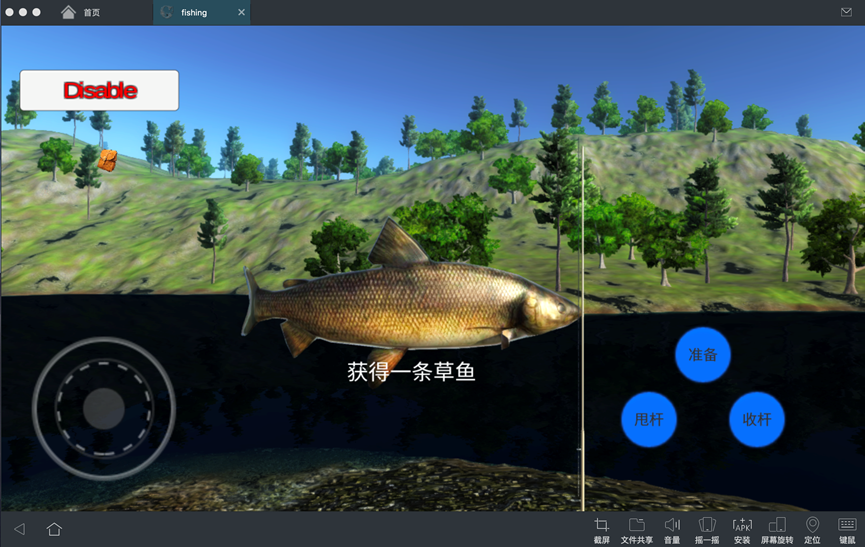 首页
fishing
Disable
获得一条草鱼
准备
甩杆
收杆
截屏
文件共享
音量
摇一摇
APK
安装
屏幕旋转
定位
键鼠